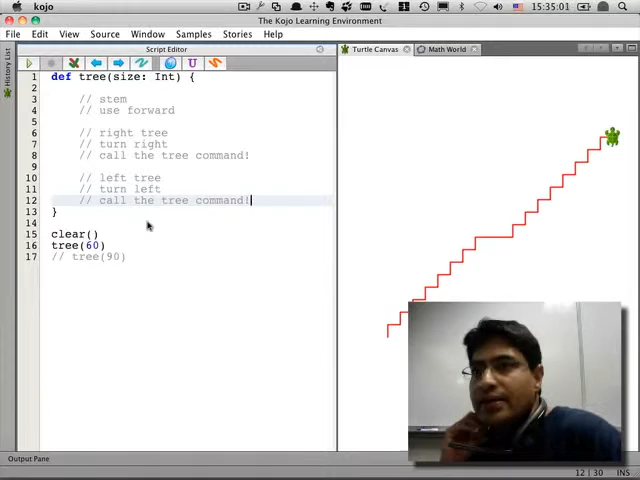 kojo
15:35:01
The Kojo Learning Environment
File Edit View Source Window Samples Stories Help
Script Editor
Turtle Canvas
Math World
History List
1 def tree(size: Int) {
2
3 // stem
4 // use forward
5
6 // right tree
7 // turn right
8 // call the tree command!
9
10 // left tree
11 // turn left
12 // call the tree command!
13 }
14
15 clear()
16 tree(60)
17 // tree(90)
Output Pane
12 | 30
INS